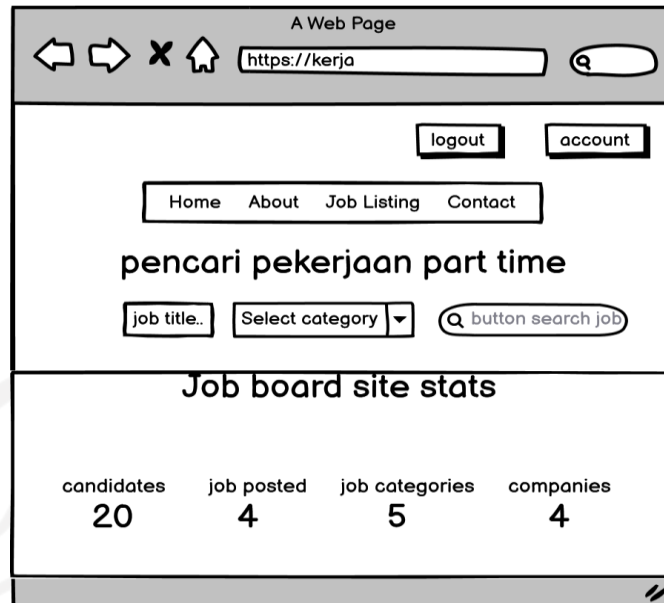 A Web Page
https://kerja
logout account
Home About Job Listing Contact
pencari pekerjaan part time
job title.. Select category button search job
Job board site stats
candidates job posted job categories companies
20 4 5 4